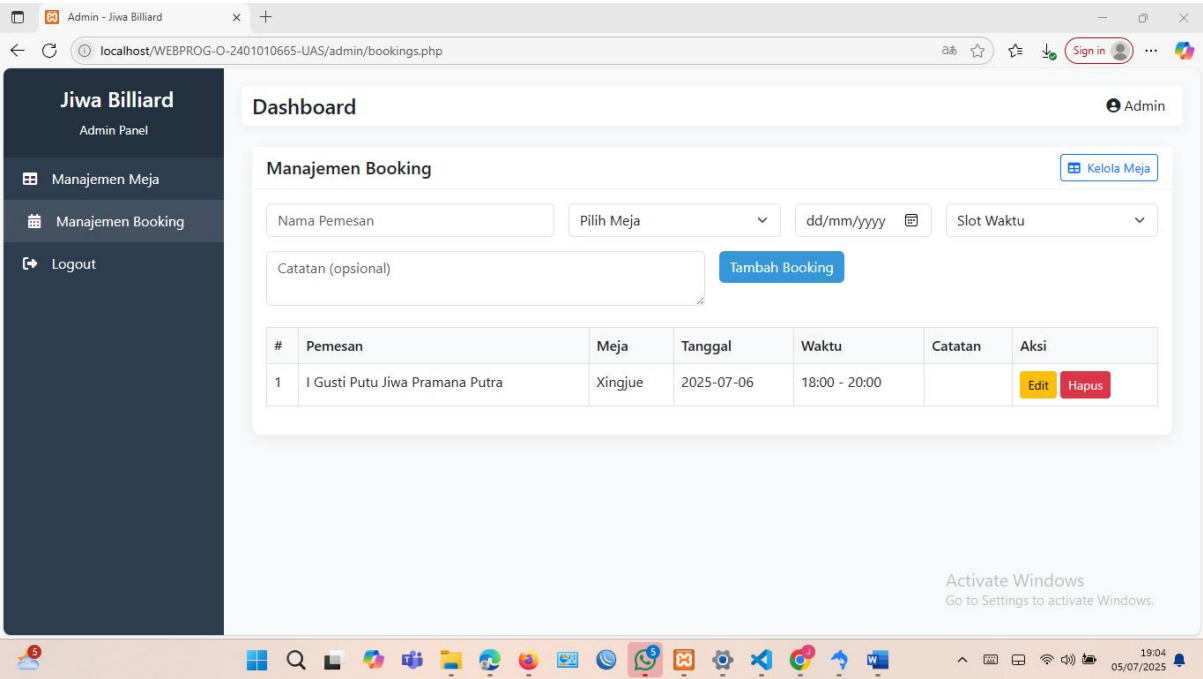 Admin - Jiwa Billiard
localhost/WEBPROG-O-2401010665-UAS/admin/bookings.php
Sign in
Jiwa Billiard
Admin Panel
Manajemen Meja
Manajemen Booking
Logout
Dashboard
Admin
Manajemen Booking
Kelola Meja
Nama Pemesan
Pilih Meja
dd/mm/yyyy
Slot Waktu
Catatan (opsional)
Tambah Booking
# Pemesan Meja Tanggal Waktu Catatan Aksi
1 I Gusti Putu Jiwa Pramana Putra Xingjue 2025-07-06 18:00 - 20:00 Edit Hapus
Activate Windows
Go to Settings to activate Windows.
5
5
19:04
05/07/2025